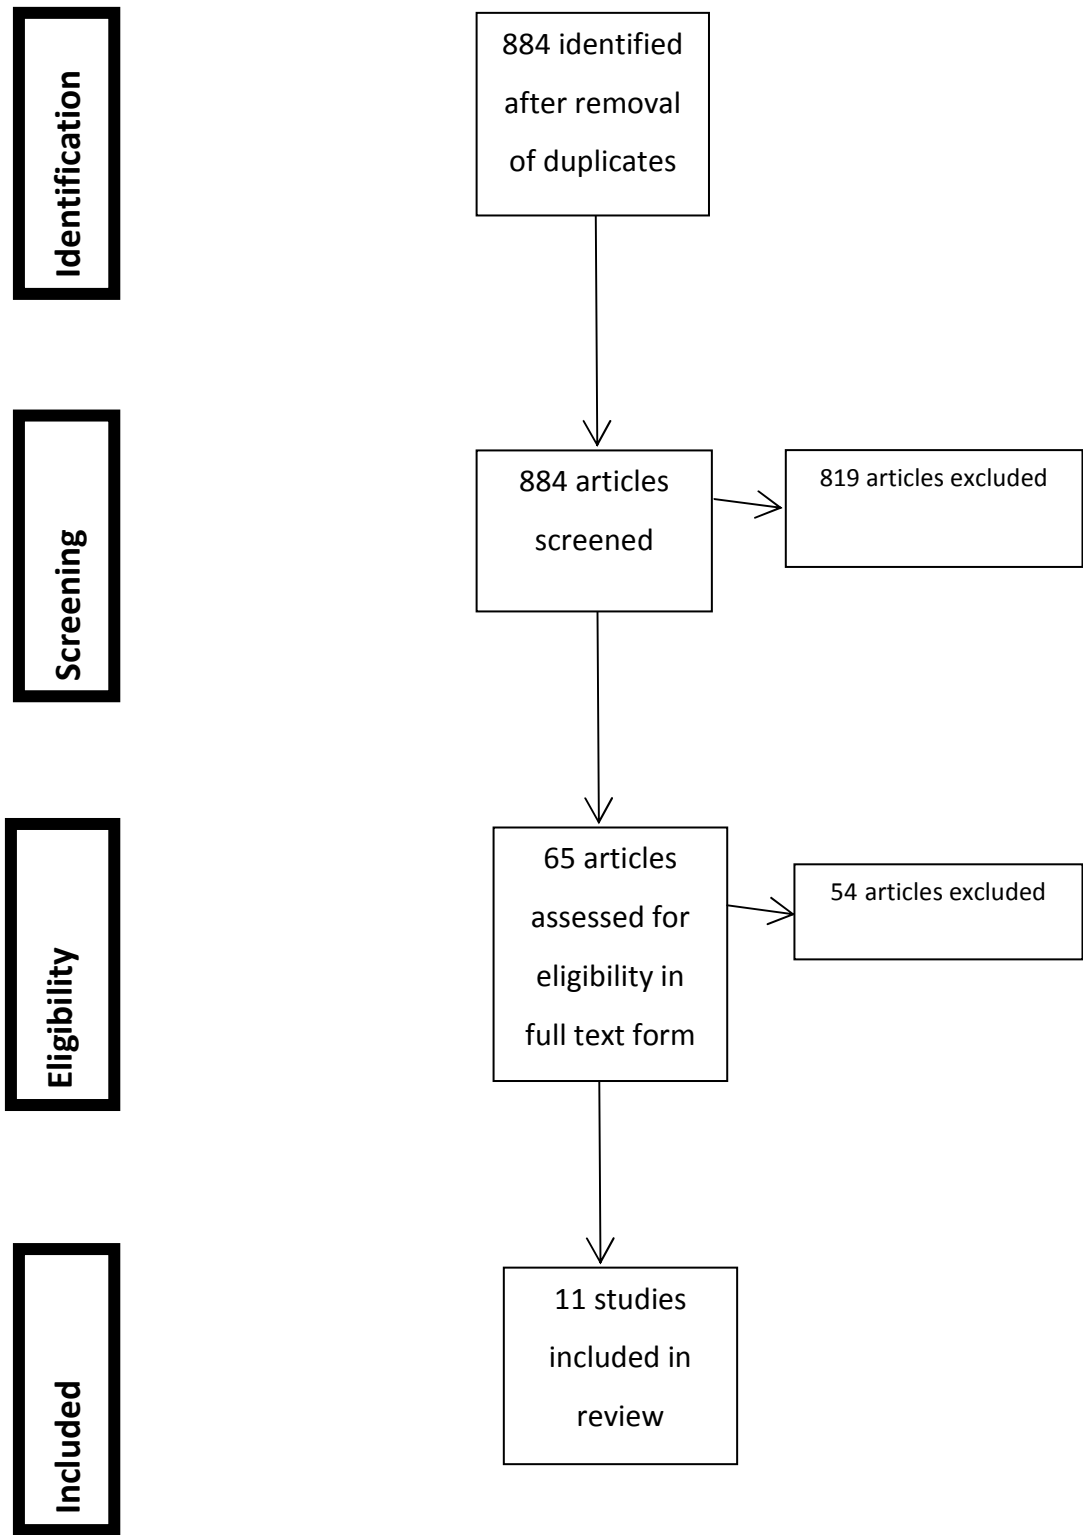 Identification
884 identified
after removal
of duplicates
Screening
884 articles
screened
819 articles excluded
Eligibility
65 articles
assessed for
eligibility in
full text form
54 articles excluded
Included
11 studies
included in
review